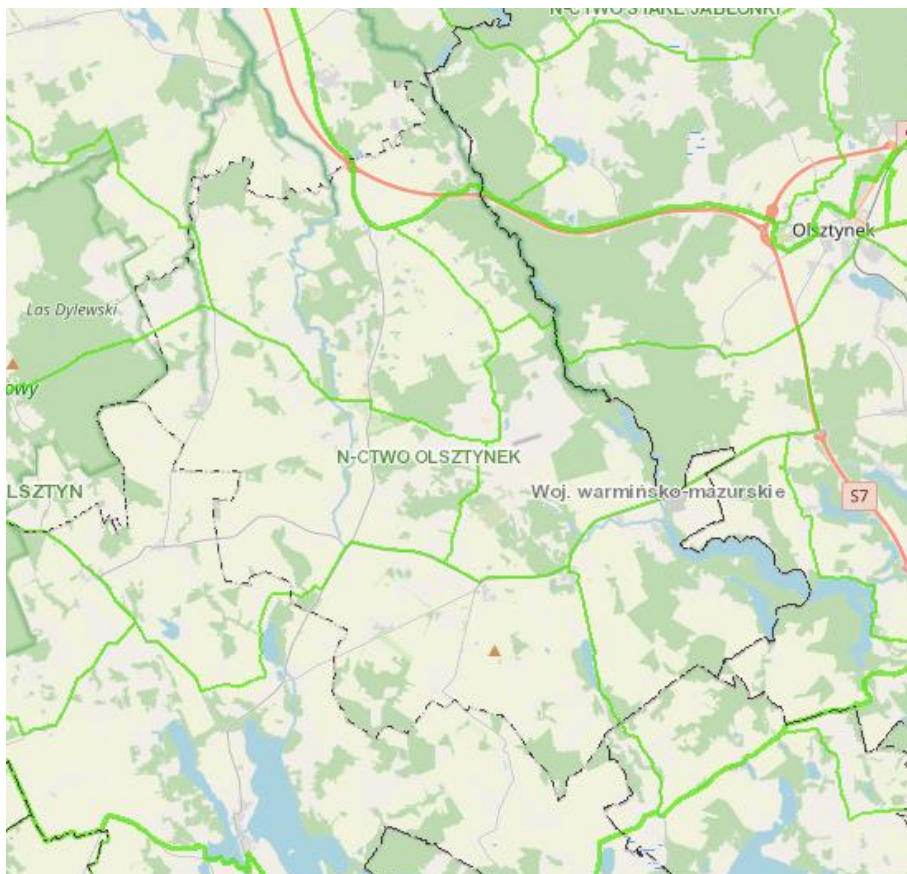 N-CTWO STARE JABŁONKI
Olsztynek
Las Dylewski
owy
N-CTWO OLSZTYNEK
LSZTYN
Woj. warmińsko-mazurskie
S7